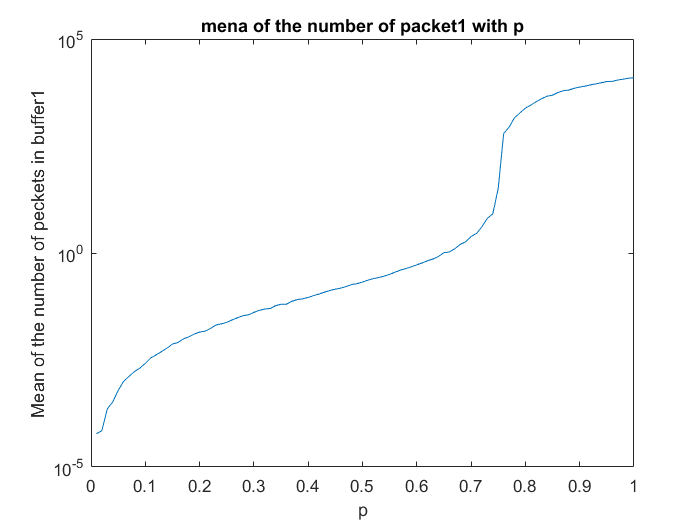 mena of the number of packet1 with p
Mean of the number of peckets in buffer1
10^5
10^0
10^-5
0 0.1 0.2 0.3 0.4 0.5 0.6 0.7 0.8 0.9 1
p